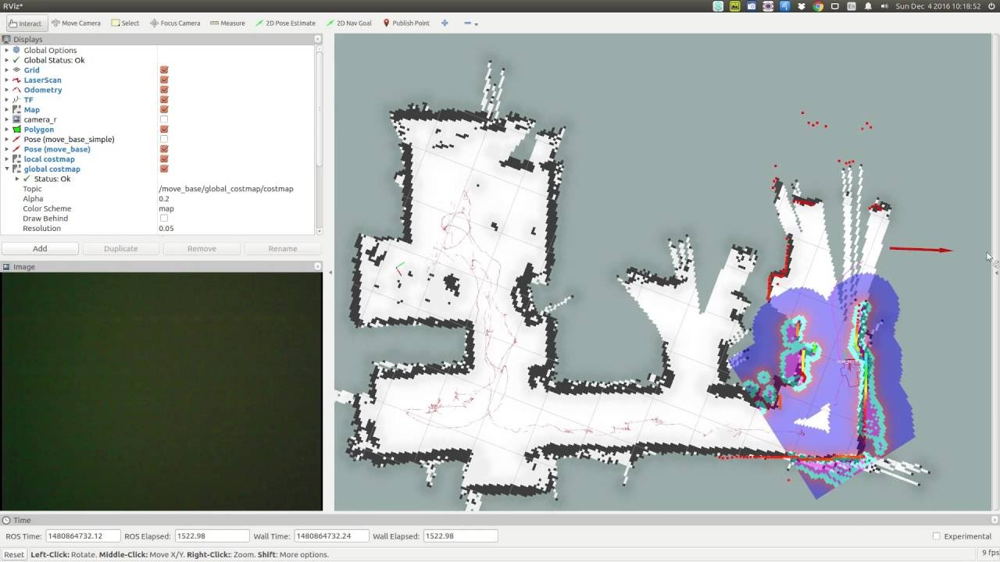 RViz*
En
Sun Dec 4 2016 10:18:52
Interact Move Camera Select Focus Camera Measure 2D Pose Estimate 2D Nav Goal Publish Point
Displays
Global Options
Global Status: Ok
Grid
LaserScan
Odometry
TF
Map
camera_r
Polygon
Pose (move_base_simple)
Pose (move_base)
local costmap
global costmap
Status: Ok
Topic /move_base/global_costmap/costmap
Alpha 0.2
Color Scheme map
Draw Behind
Resolution 0.05
Add Duplicate Remove Rename
Image
Time
ROS Time: 1480864732.12 ROS Elapsed: 1522.98 Wall Time: 1480864732.24 Wall Elapsed: 1522.98 Experimental
Reset Left-Click: Rotate. Middle-Click: Move X/Y. Right-Click:: Zoom. Shift: More options. 9 fps